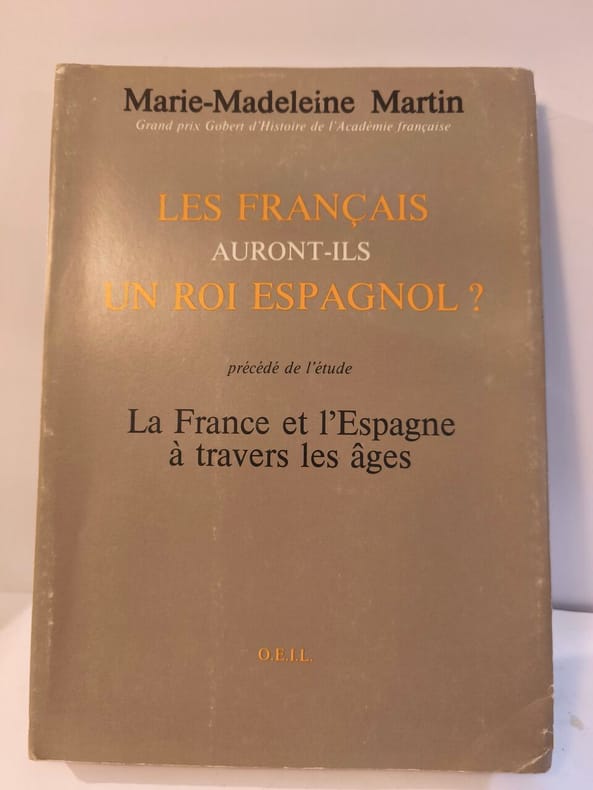 Marie-Madeleine Martin
Grand prix Gobert d'Histoire de l'Académie française
LES FRANÇAIS
AURONT-ILS
UN ROI ESPAGNOL ?
précédé de l'étude
La France et l'Espagne
à travers les âges
O.E.I.L.